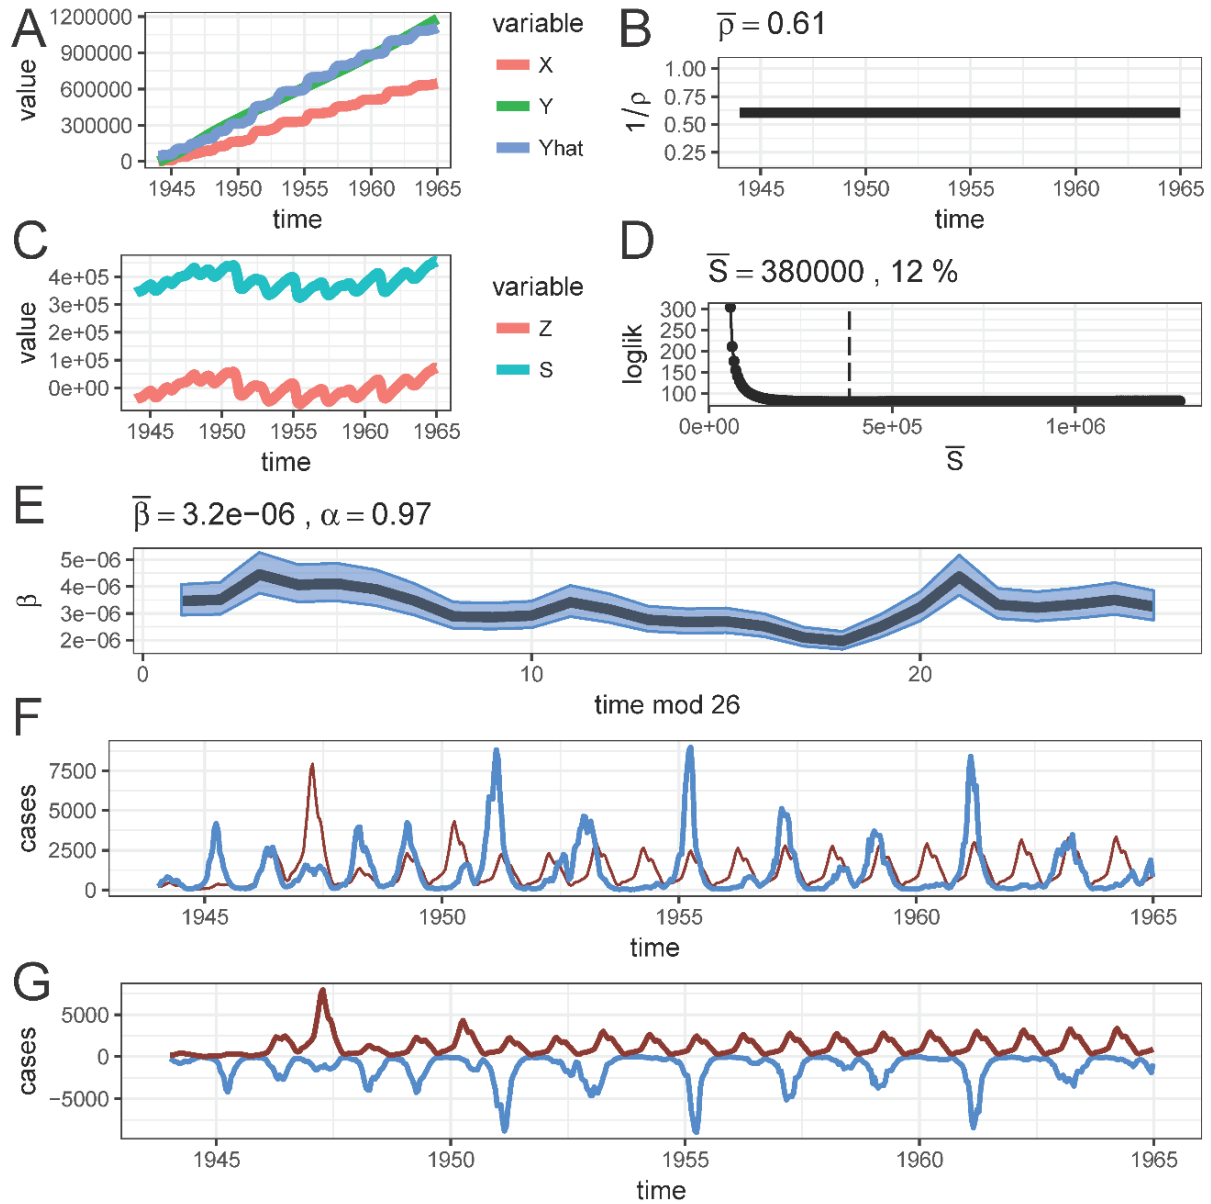 A
value
1200000
900000
600000
300000
0
1945 1950 1955 1960 1965
time
variable
X
Y
Yhat
B
ρ̅ = 0.61
1/ρ
1.00
0.75
0.50
0.25
1945 1950 1955 1960 1965
time
C
value
4e+05
3e+05
2e+05
1e+05
0e+00
1945 1950 1955 1960 1965
time
variable
Z
S
D
S̅ = 380000 , 12 %
loglik
300
250
200
150
100
0e+00 5e+05 1e+06
S̅
E
β̅ = 3.2e−06 , α = 0.97
β
5e−06
4e−06
3e−06
2e−06
0 10 20
time mod 26
F
cases
7500
5000
2500
0
1945 1950 1955 1960 1965
time
G
cases
5000
0
−5000
1945 1950 1955 1960 1965
time